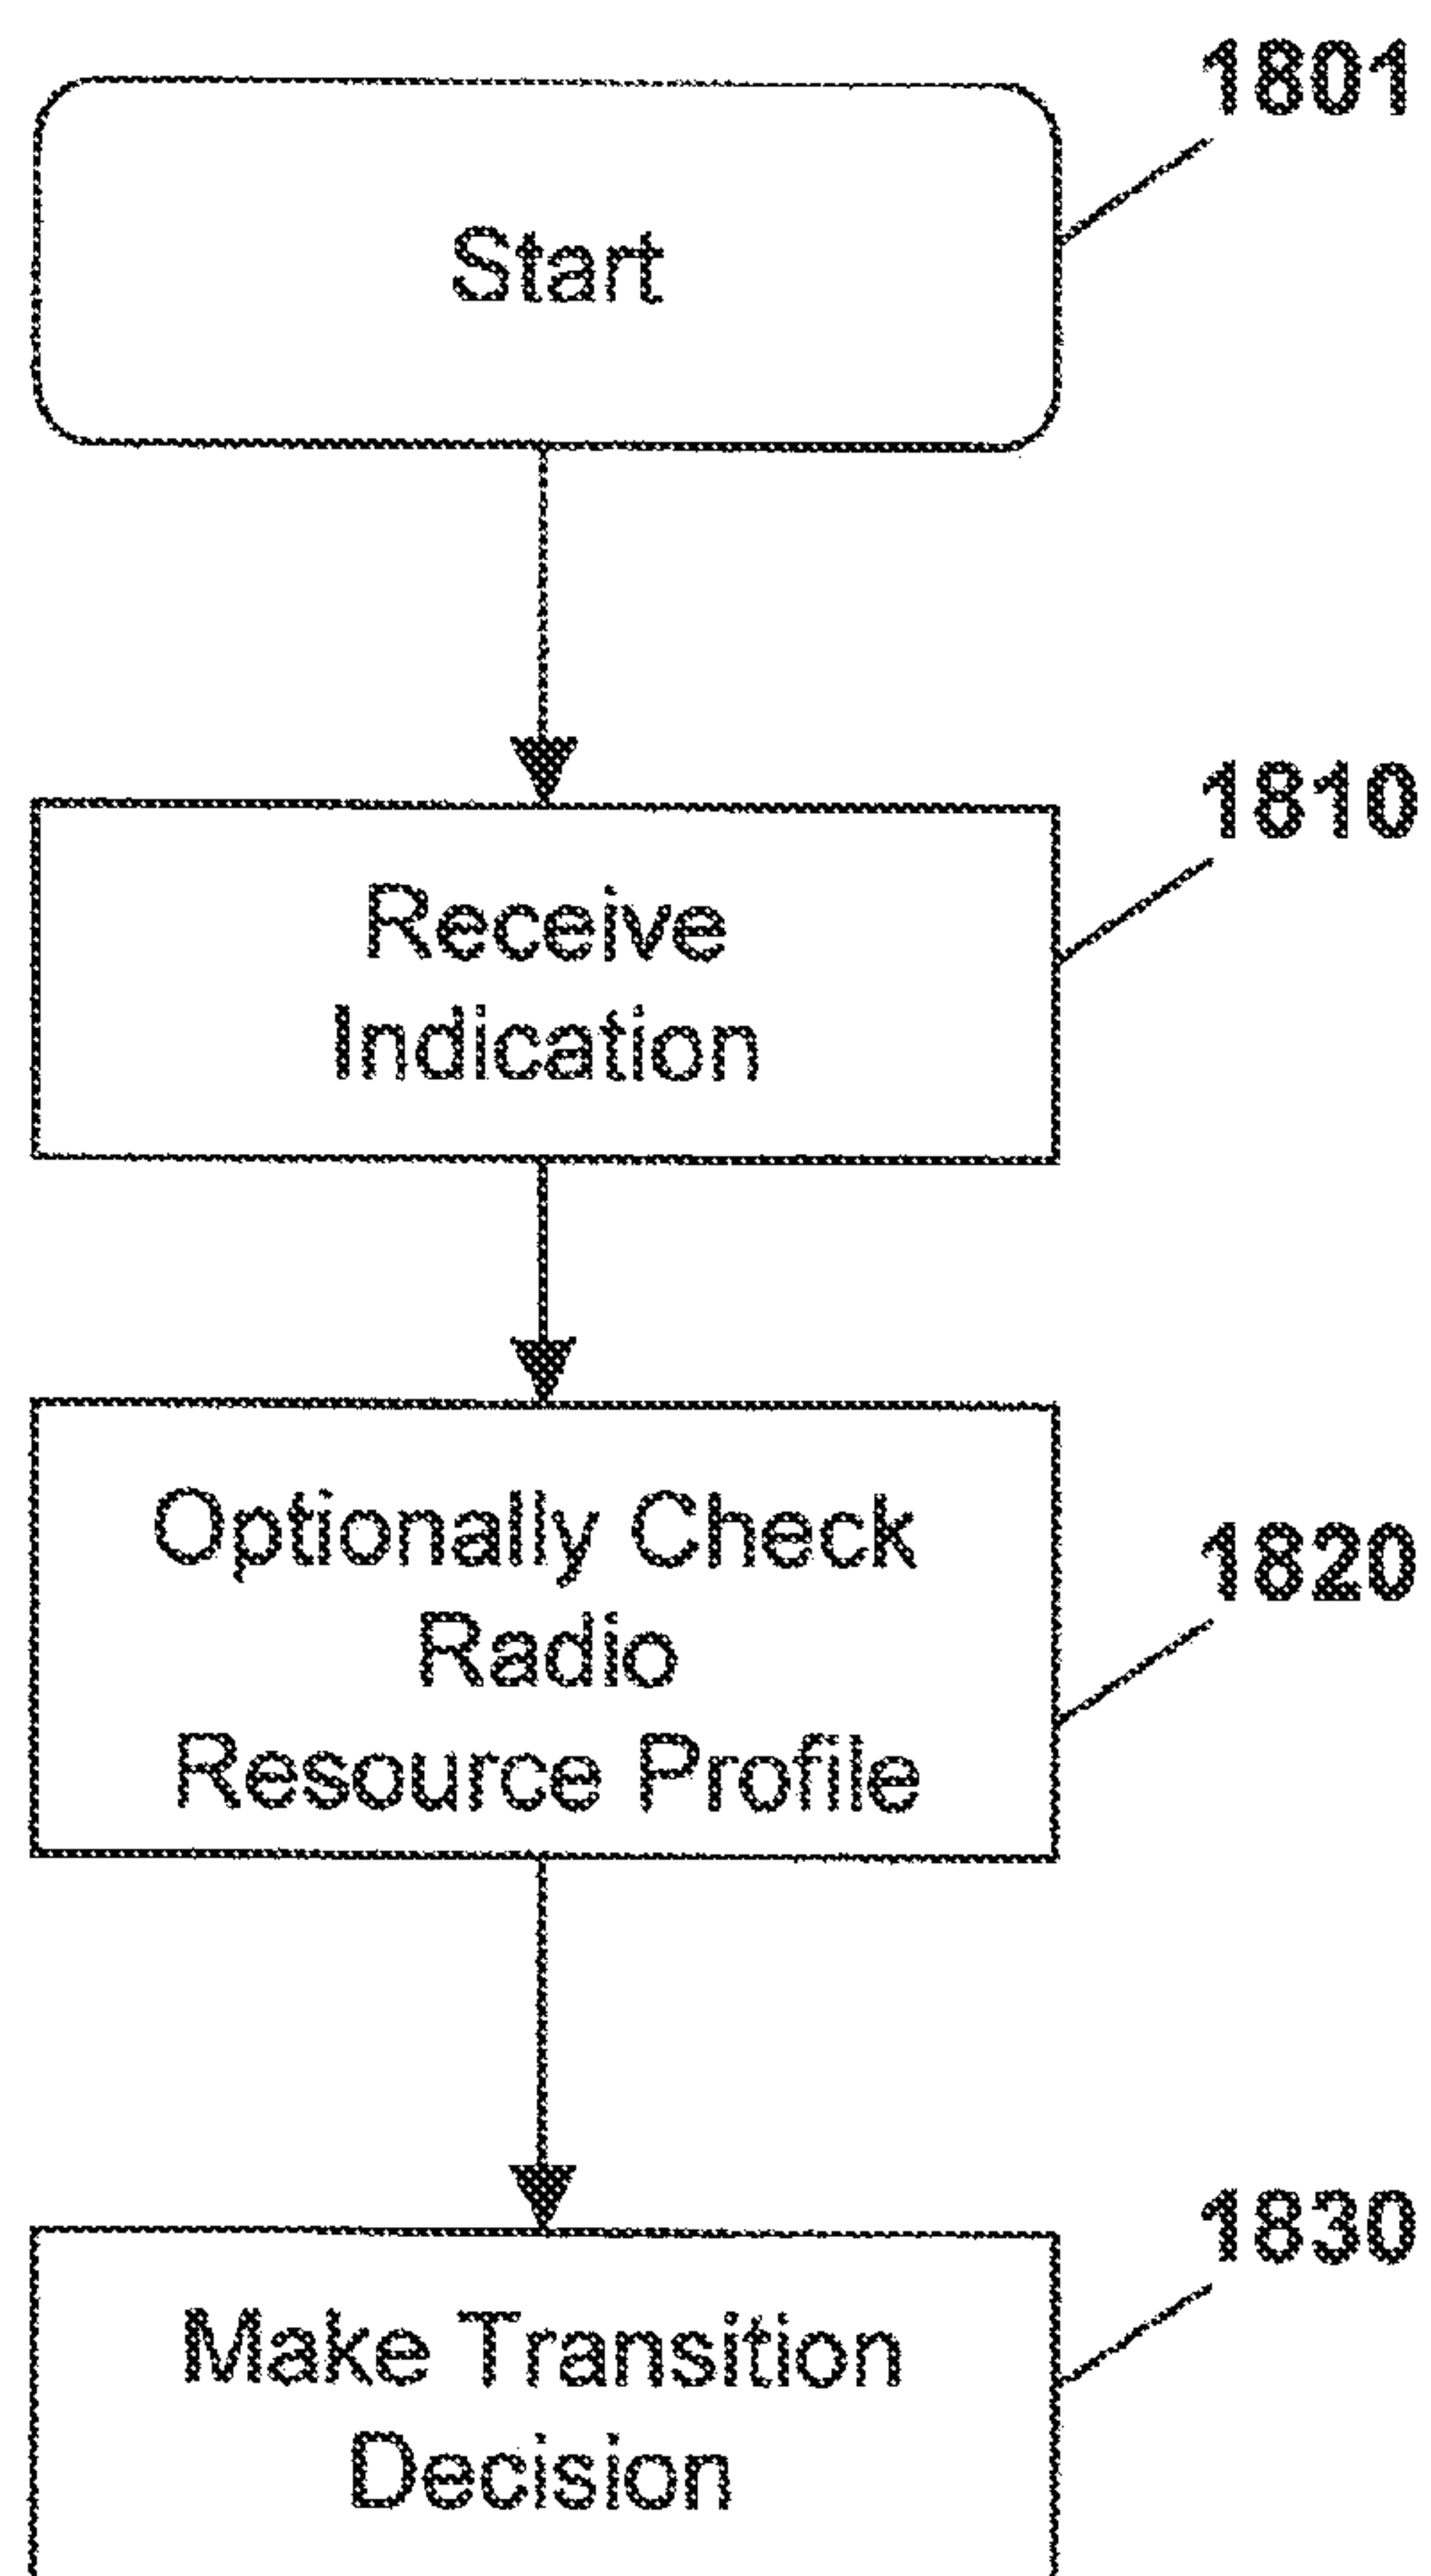 1801
Start
1810
Receive
Indication
Optionally Check
1820
Radio
Resource Profile
1830
Make Transition
Decision